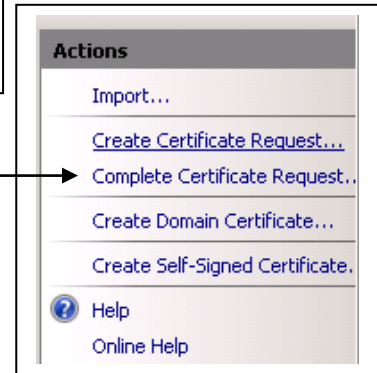 Actions
Import...
Create Certificate Request...
Complete Certificate Request..
Create Domain Certificate...
Create Self-Signed Certificate.
Help
Online Help